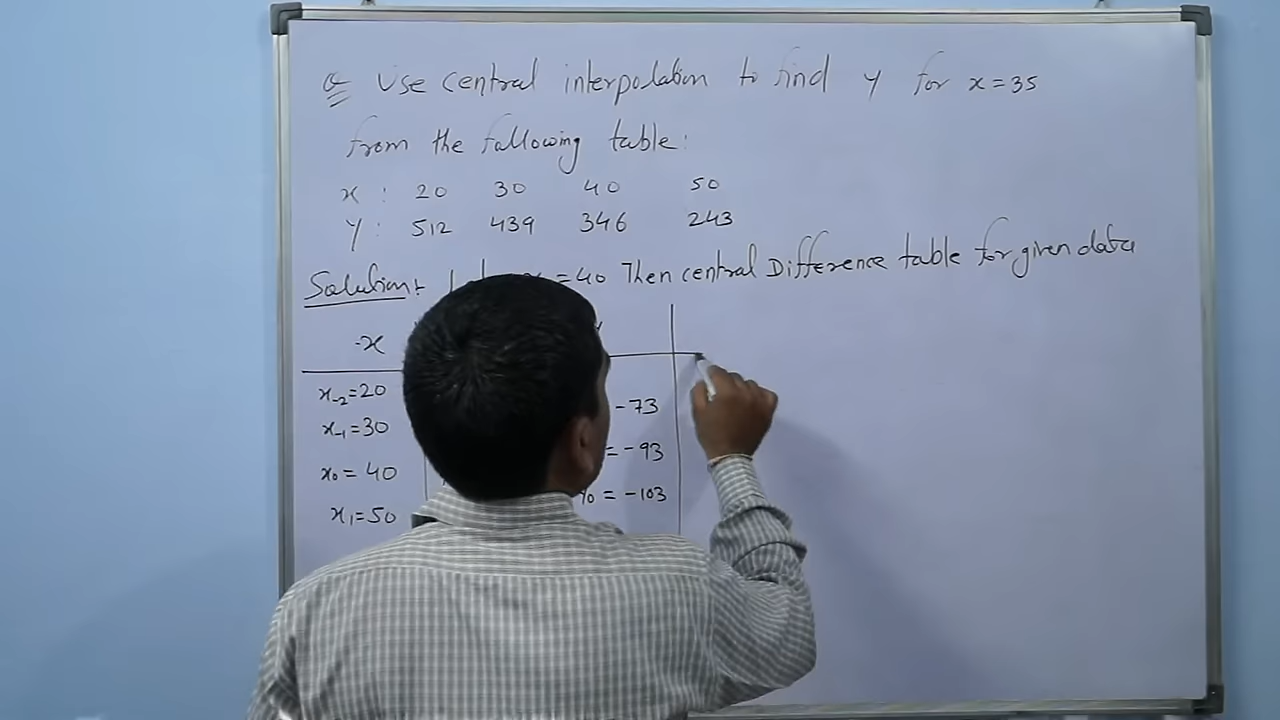 Q Use central interpolation to find y for x=35
from the following table:
x : 20 30 40 50
y : 512 439 346 243
Solution:- =40 Then central Difference table for given data
x y
x₋₂=20 -73
x₋₁=30 = -93
x₀ = 40 y₀ = -103
x₁=50